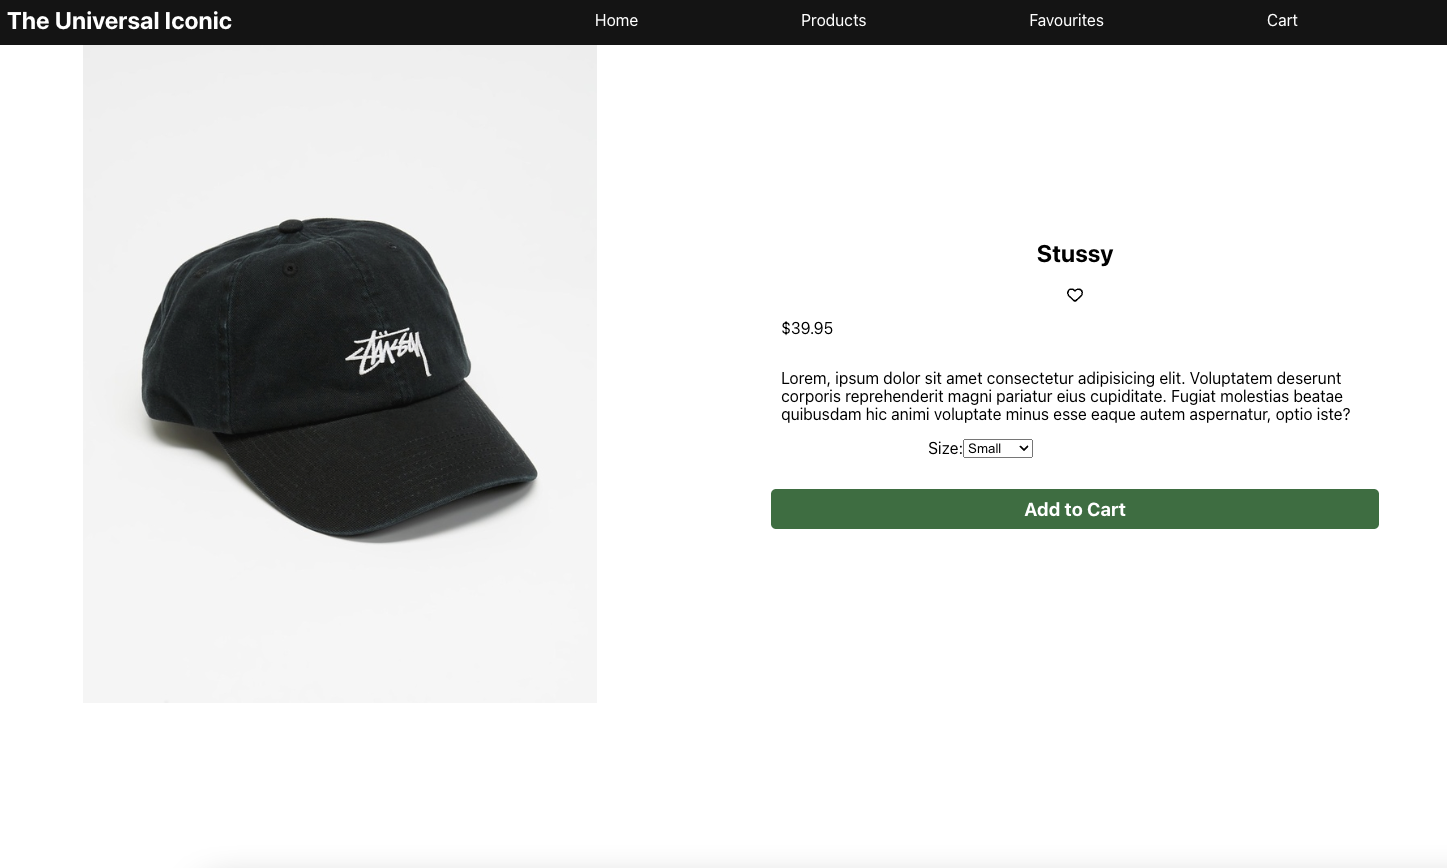 The Universal Iconic
Home
Products
Favourites
Cart
Stüssy
Stussy
$39.95
Lorem, ipsum dolor sit amet consectetur adipisicing elit. Voluptatem deserunt
corporis reprehenderit magni pariatur eius cupiditate. Fugiat molestias beatae
quibusdam hic animi voluptate minus esse eaque autem aspernatur, optio iste?
Size: Small
Add to Cart